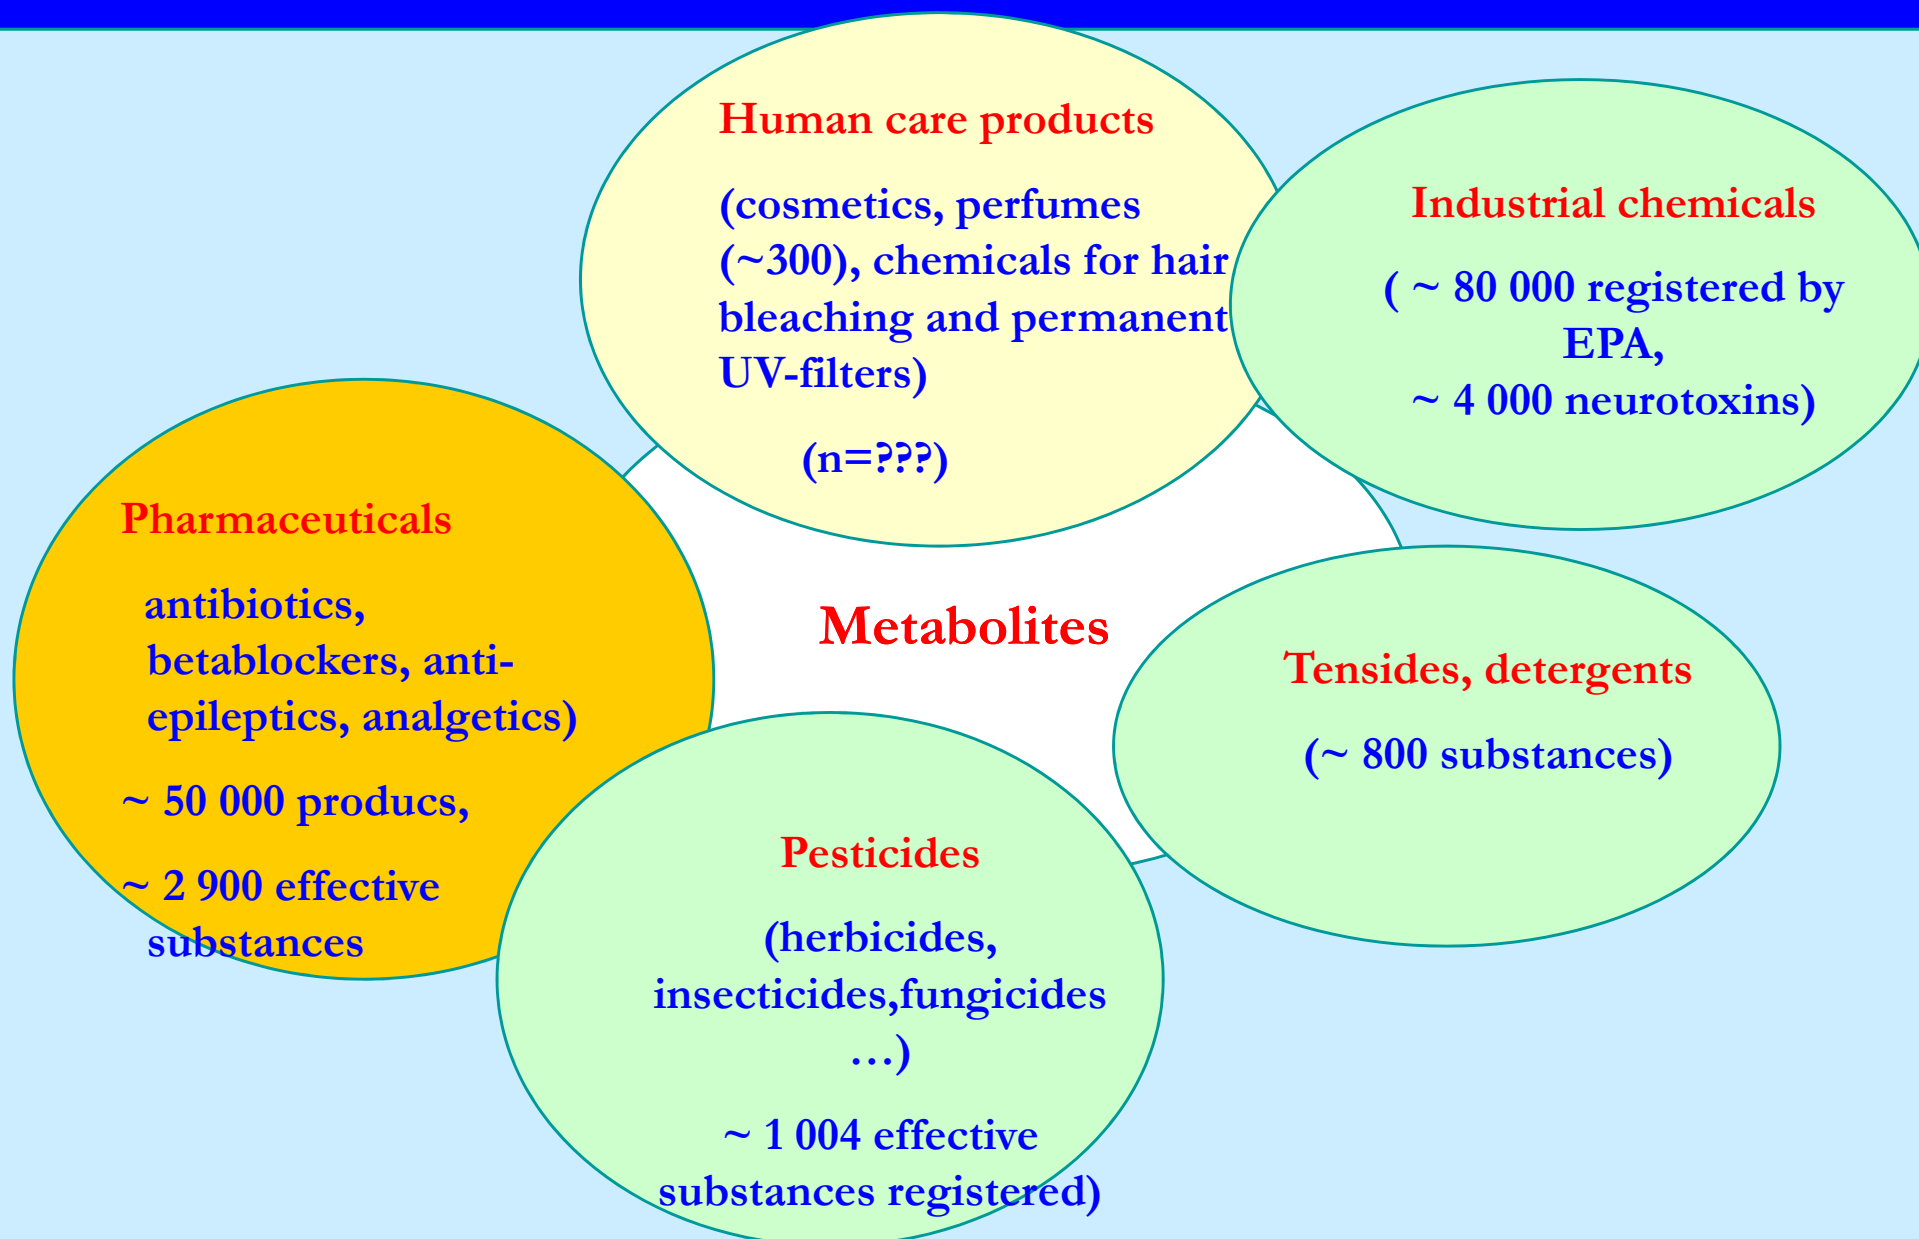 Human care products
(cosmetics, perfumes
(~300), chemicals for hair
bleaching and permanent
UV-filters)
(n=???)
Industrial chemicals
( ~ 80 000 registered by
EPA,
~ 4 000 neurotoxins)
Pharmaceuticals
antibiotics,
betablockers, anti-
epileptics, analgetics)
~ 50 000 producs,
~ 2 900 effective
substances
Metabolites
Tensides, detergents
(~ 800 substances)
Pesticides
(herbicides,
insecticides,fungicides
…)
~ 1 004 effective
substances registered)